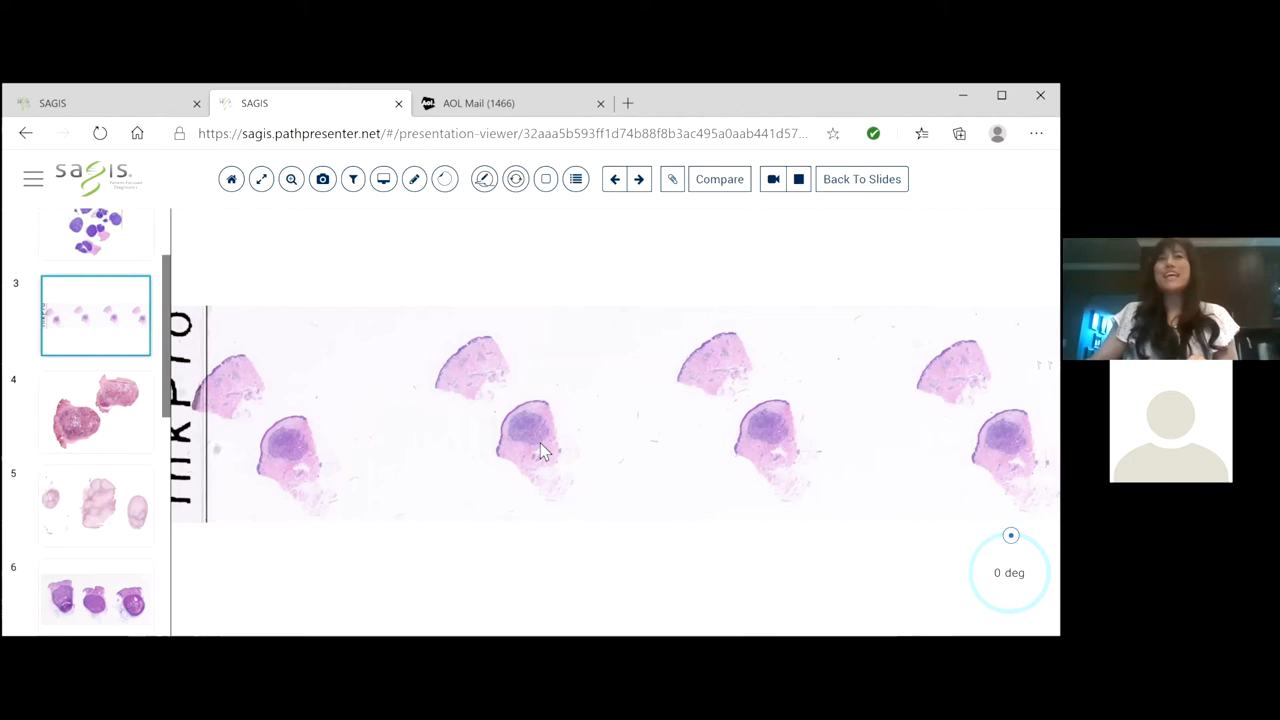 SAGIS
SAGIS
AOL Mail (1466)
https://sagis.pathpresenter.net/#/presentation-viewer/32aaa5b593ff1d74b88f8b3ac495a0aab441d57...
sagis.
Compare
Back To Slides
3
4
5
6
0 deg